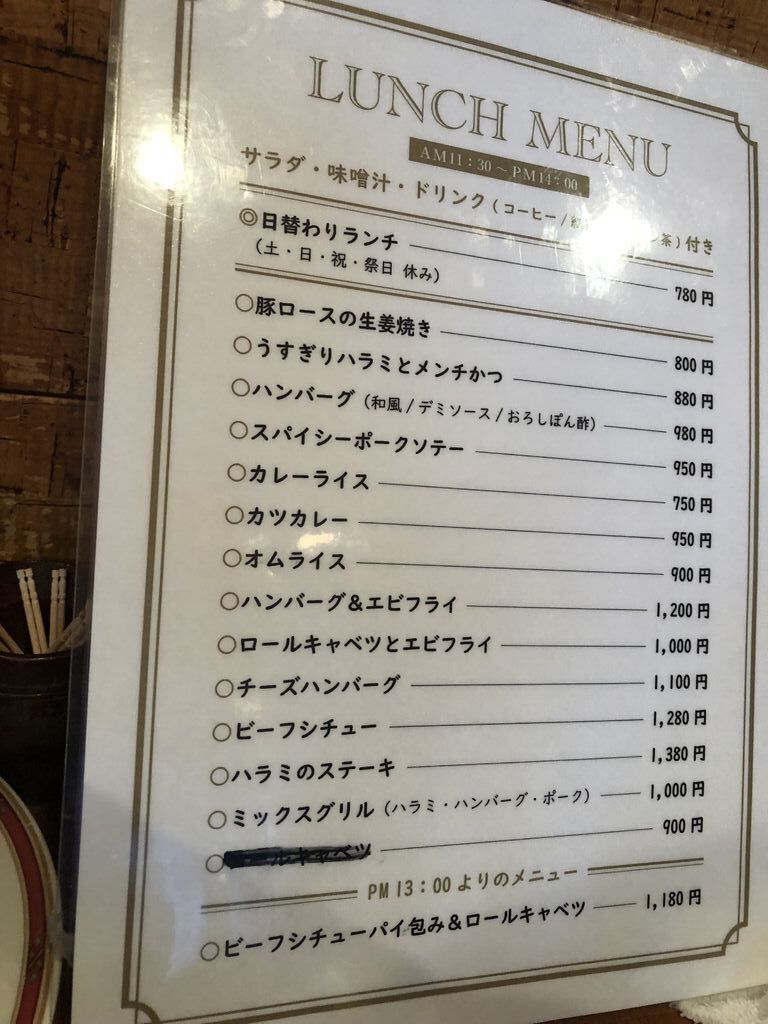 LUNCH MENU
AM11:30～PM14:00
サラダ・味噌汁・ドリンク(コーヒー/ 茶)付き
◎日替わりランチ 780円
(土・日・祝・祭日 休み)
○豚ロースの生姜焼き 800円
○うすぎりハラミとメンチかつ 880円
○ハンバーグ(和風/デミソース/おろしぽん酢) 980円
○スパイシーポークソテー 950円
○カレーライス 750円
○カツカレー 950円
○オムライス 900円
○ハンバーグ&エビフライ 1,200円
○ロールキャベツとエビフライ 1,000円
○チーズハンバーグ 1,100円
○ビーフシチュー 1,280円
○ハラミのステーキ 1,380円
○ミックスグリル(ハラミ・ハンバーグ・ポーク) 1,000円
○ 900円
PM 13:00よりのメニュー
○ビーフシチューパイ包み&ロールキャベツ 1,180円